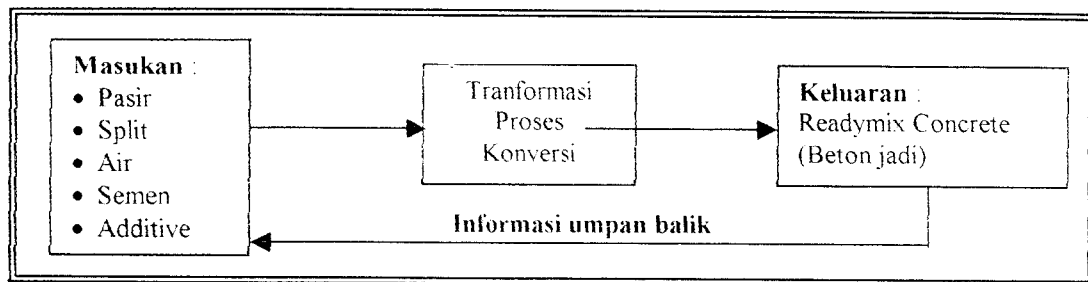 Masukan :
• Pasir
• Split
• Air
• Semen
• Additive
Tranformasi
Proses
Konversi
Keluaran :
Readymix Concrete
(Beton jadi)
Informasi umpan balik